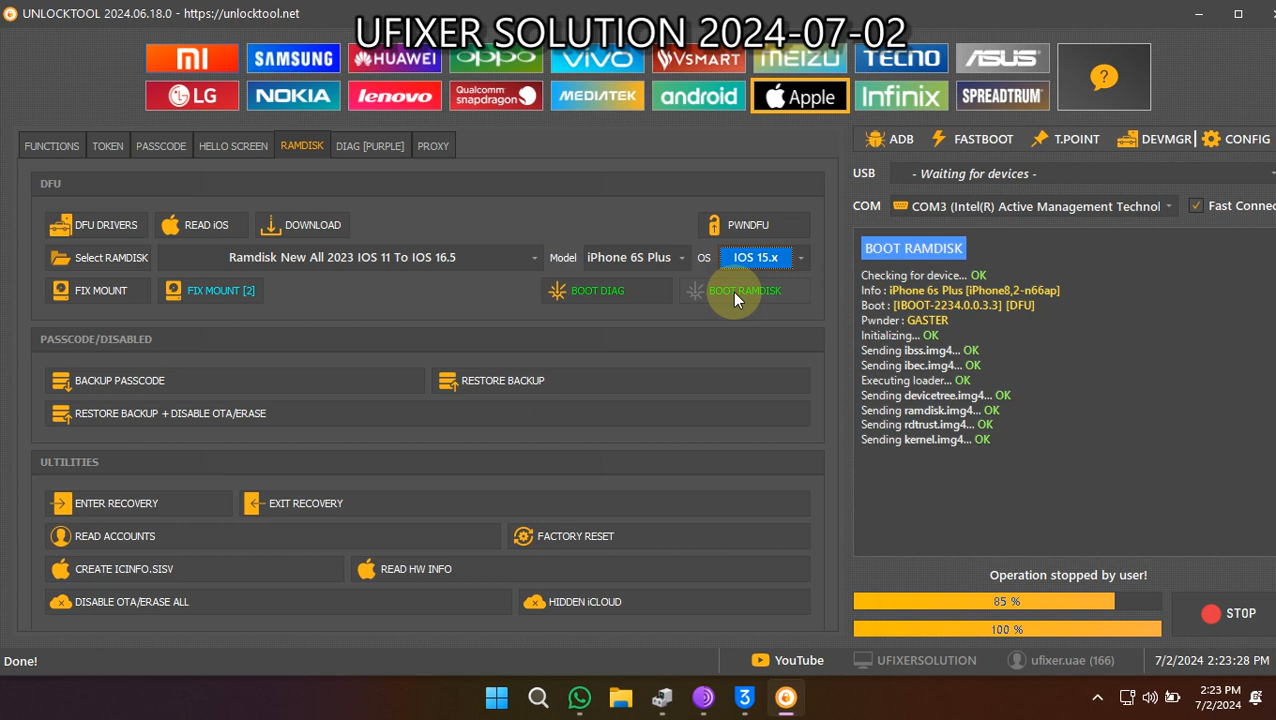 UNLOCKTOOL 2024.06.18.0 - https://unlocktool.net
UFIXER SOLUTION 2024-07-02
mi SAMSUNG HUAWEI oppo vivo VSMART MEIZU TECNO ASUS
LG NOKIA lenovo Qualcomm snapdragon MEDIATEK android Apple Infinix SPREADTRUM
FUNCTIONS TOKEN PASSCODE HELLO SCREEN RAMDISK DIAG [PURPLE] PROXY
ADB FASTBOOT T.POINT DEVMGR CONFIG
DFU
USB - Waiting for devices -
COM COM3 (Intel(R) Active Management Technol Fast Connec
DFU DRIVERS READ iOS DOWNLOAD PWNDFU
Select RAMDISK Ramdisk New All 2023 IOS 11 To IOS 16.5 Model iPhone 6S Plus OS IOS 15.x
FIX MOUNT FIX MOUNT [2] BOOT DIAG BOOT RAMDISK
PASSCODE/DISABLED
BACKUP PASSCODE RESTORE BACKUP
RESTORE BACKUP + DISABLE OTA/ERASE
ULTILITIES
ENTER RECOVERY EXIT RECOVERY
READ ACCOUNTS FACTORY RESET
CREATE ICINFO.SISV READ HW INFO
DISABLE OTA/ERASE ALL HIDDEN iCLOUD
BOOT RAMDISK
Checking for device... OK
Info : iPhone 6s Plus [iPhone8,2-n66ap]
Boot : [IBOOT-2234.0.0.3.3] [DFU]
Pwnder : GASTER
Initializing... OK
Sending ibss.img4... OK
Sending ibec.img4... OK
Executing loader... OK
Sending devicetree.img4... OK
Sending ramdisk.img4... OK
Sending rdtrust.img4... OK
Sending kernel.img4... OK
Operation stopped by user!
85 %
100 %
STOP
Done! YouTube UFIXERSOLUTION ufixer.uae (166) 7/2/2024 2:23:28 PM
2:23 PM
7/2/2024